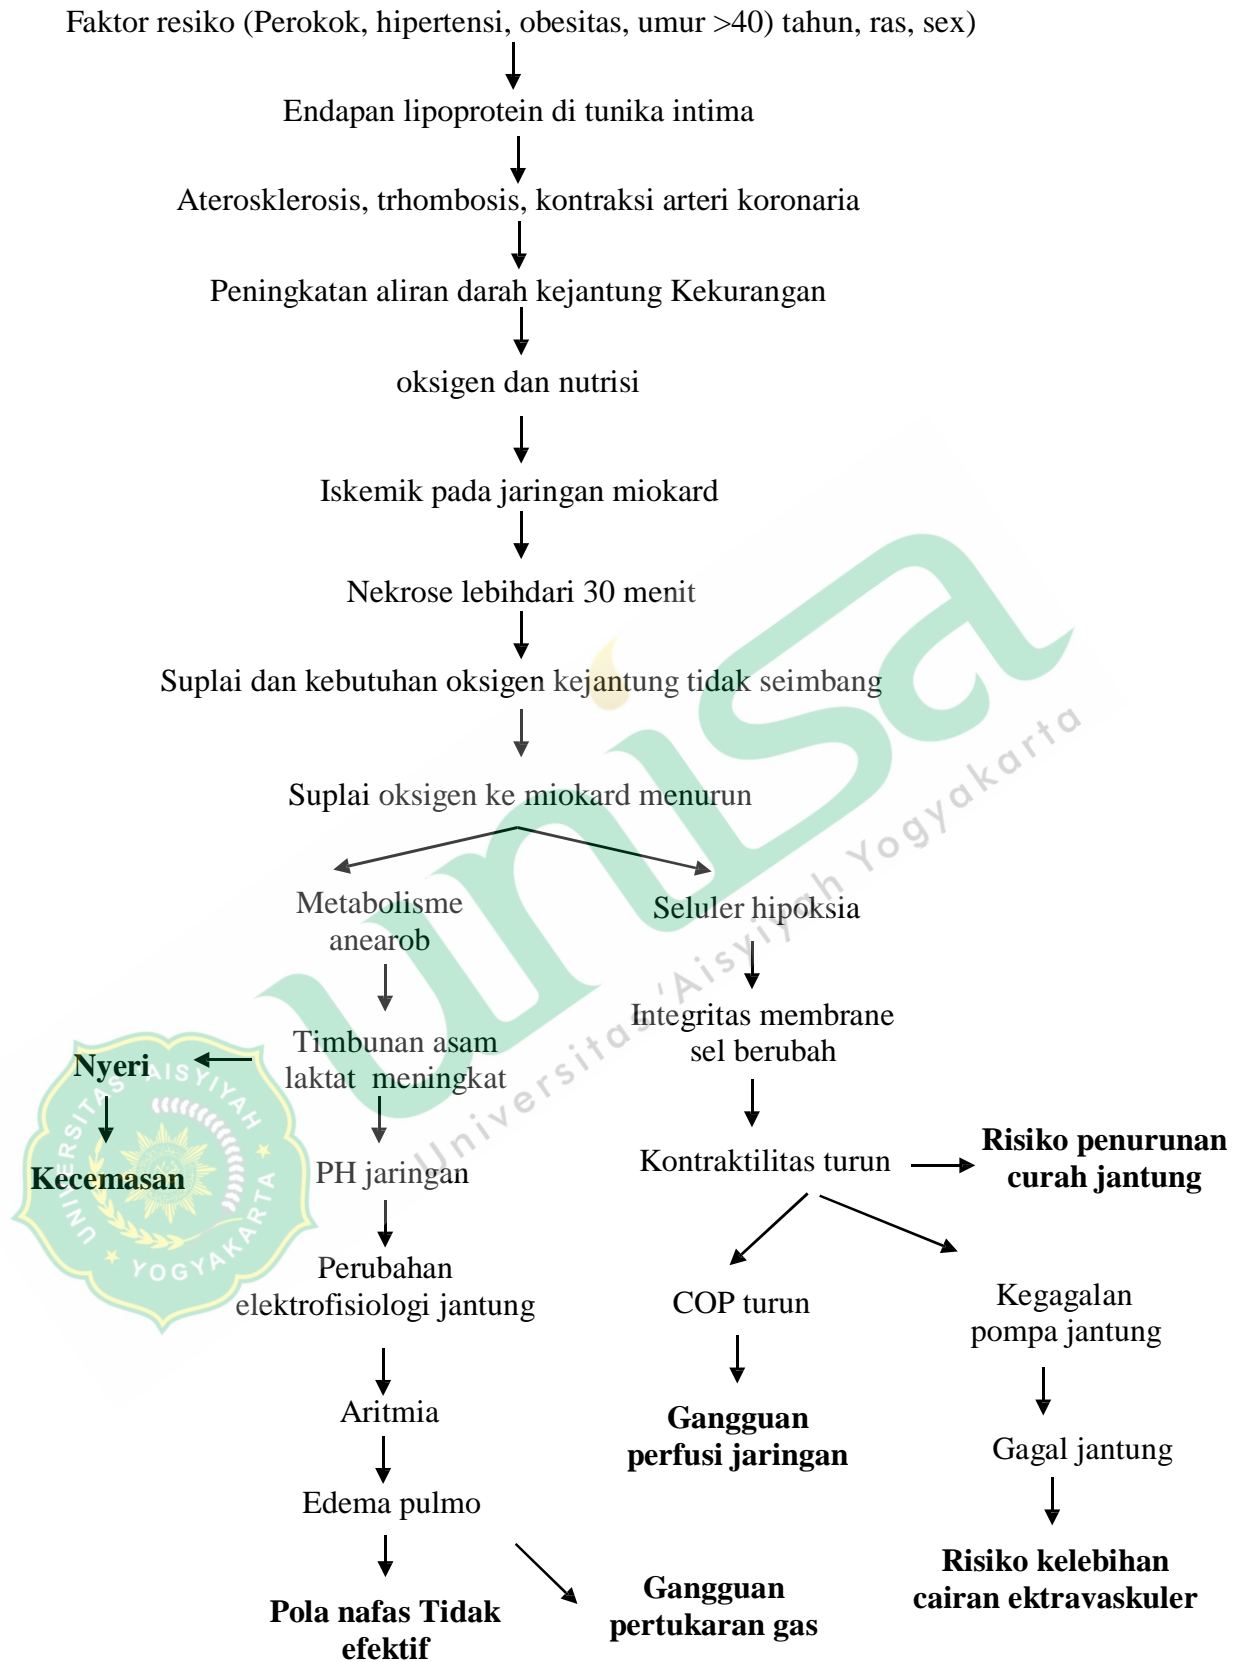 Faktor resiko (Perokok, hipertensi, obesitas, umur >40) tahun, ras, sex)
Endapan lipoprotein di tunika intima
Aterosklerosis, trhombosis, kontraksi arteri koronaria
Peningkatan aliran darah kejantung Kekurangan
oksigen dan nutrisi
Iskemik pada jaringan miokard
Nekrose lebihdari 30 menit
Suplai dan kebutuhan oksigen kejantung tidak seimbang
Suplai oksigen ke miokard menurun
Metabolisme
anearob
Timbunan asam
laktat meningkat
Nyeri
Kecemasan
PH jaringan
Perubahan
elektrofisiologi jantung
Aritmia
Edema pulmo
Pola nafas Tidak
efektif
Gangguan
pertukaran gas
Seluler hipoksia
Integritas membrane
sel berubah
Kontraktilitas turun
Risiko penurunan
curah jantung
COP turun
Gangguan
perfusi jaringan
Kegagalan
pompa jantung
Gagal jantung
Risiko kelebihan
cairan ektravaskuler
unisa
Universitas 'Aisyiyah Yogyakarta
UNIVERSITAS 'AISYIYAH
YOGYAKARTA